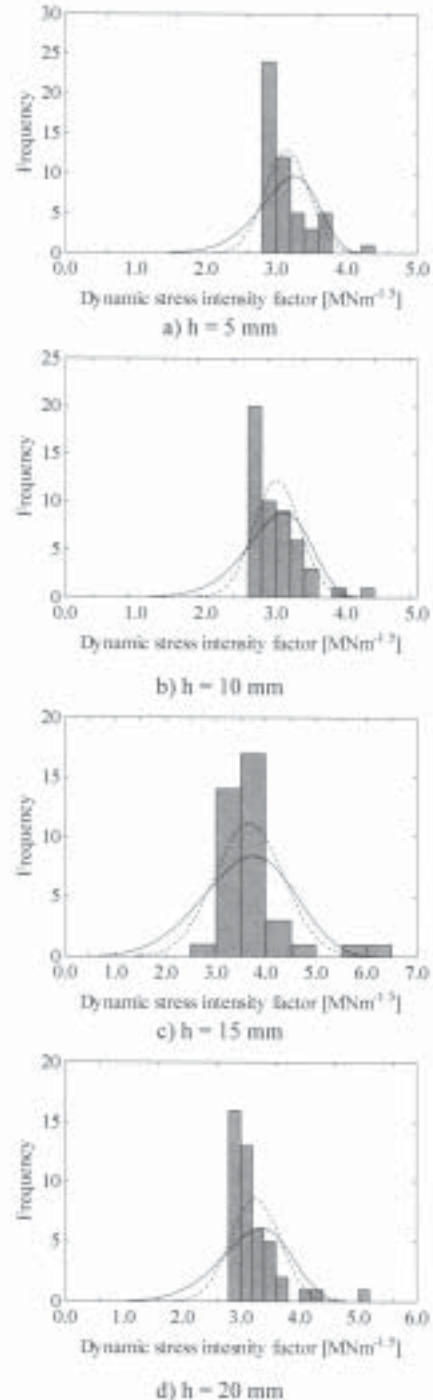 30
25
20
15
10
5
0
Frequency
0.0 1.0 2.0 3.0 4.0 5.0
Dynamic stress intensity factor [MNm-1.5]
a) h = 5 mm
25
20
15
10
5
0
Frequency
0.0 1.0 2.0 3.0 4.0 5.0
Dynamic stress intensity factor [MNm-1.5]
b) h = 10 mm
20
15
10
5
0
Frequency
0.0 1.0 2.0 3.0 4.0 5.0 6.0 7.0
Dynamic stress intensity factor [MNm-1.5]
c) h = 15 mm
20
15
10
5
0
Frequency
0.0 1.0 2.0 3.0 4.0 5.0 6.0
Dynamic stress intesnity factor [MNm-1.5]
d) h = 20 mm